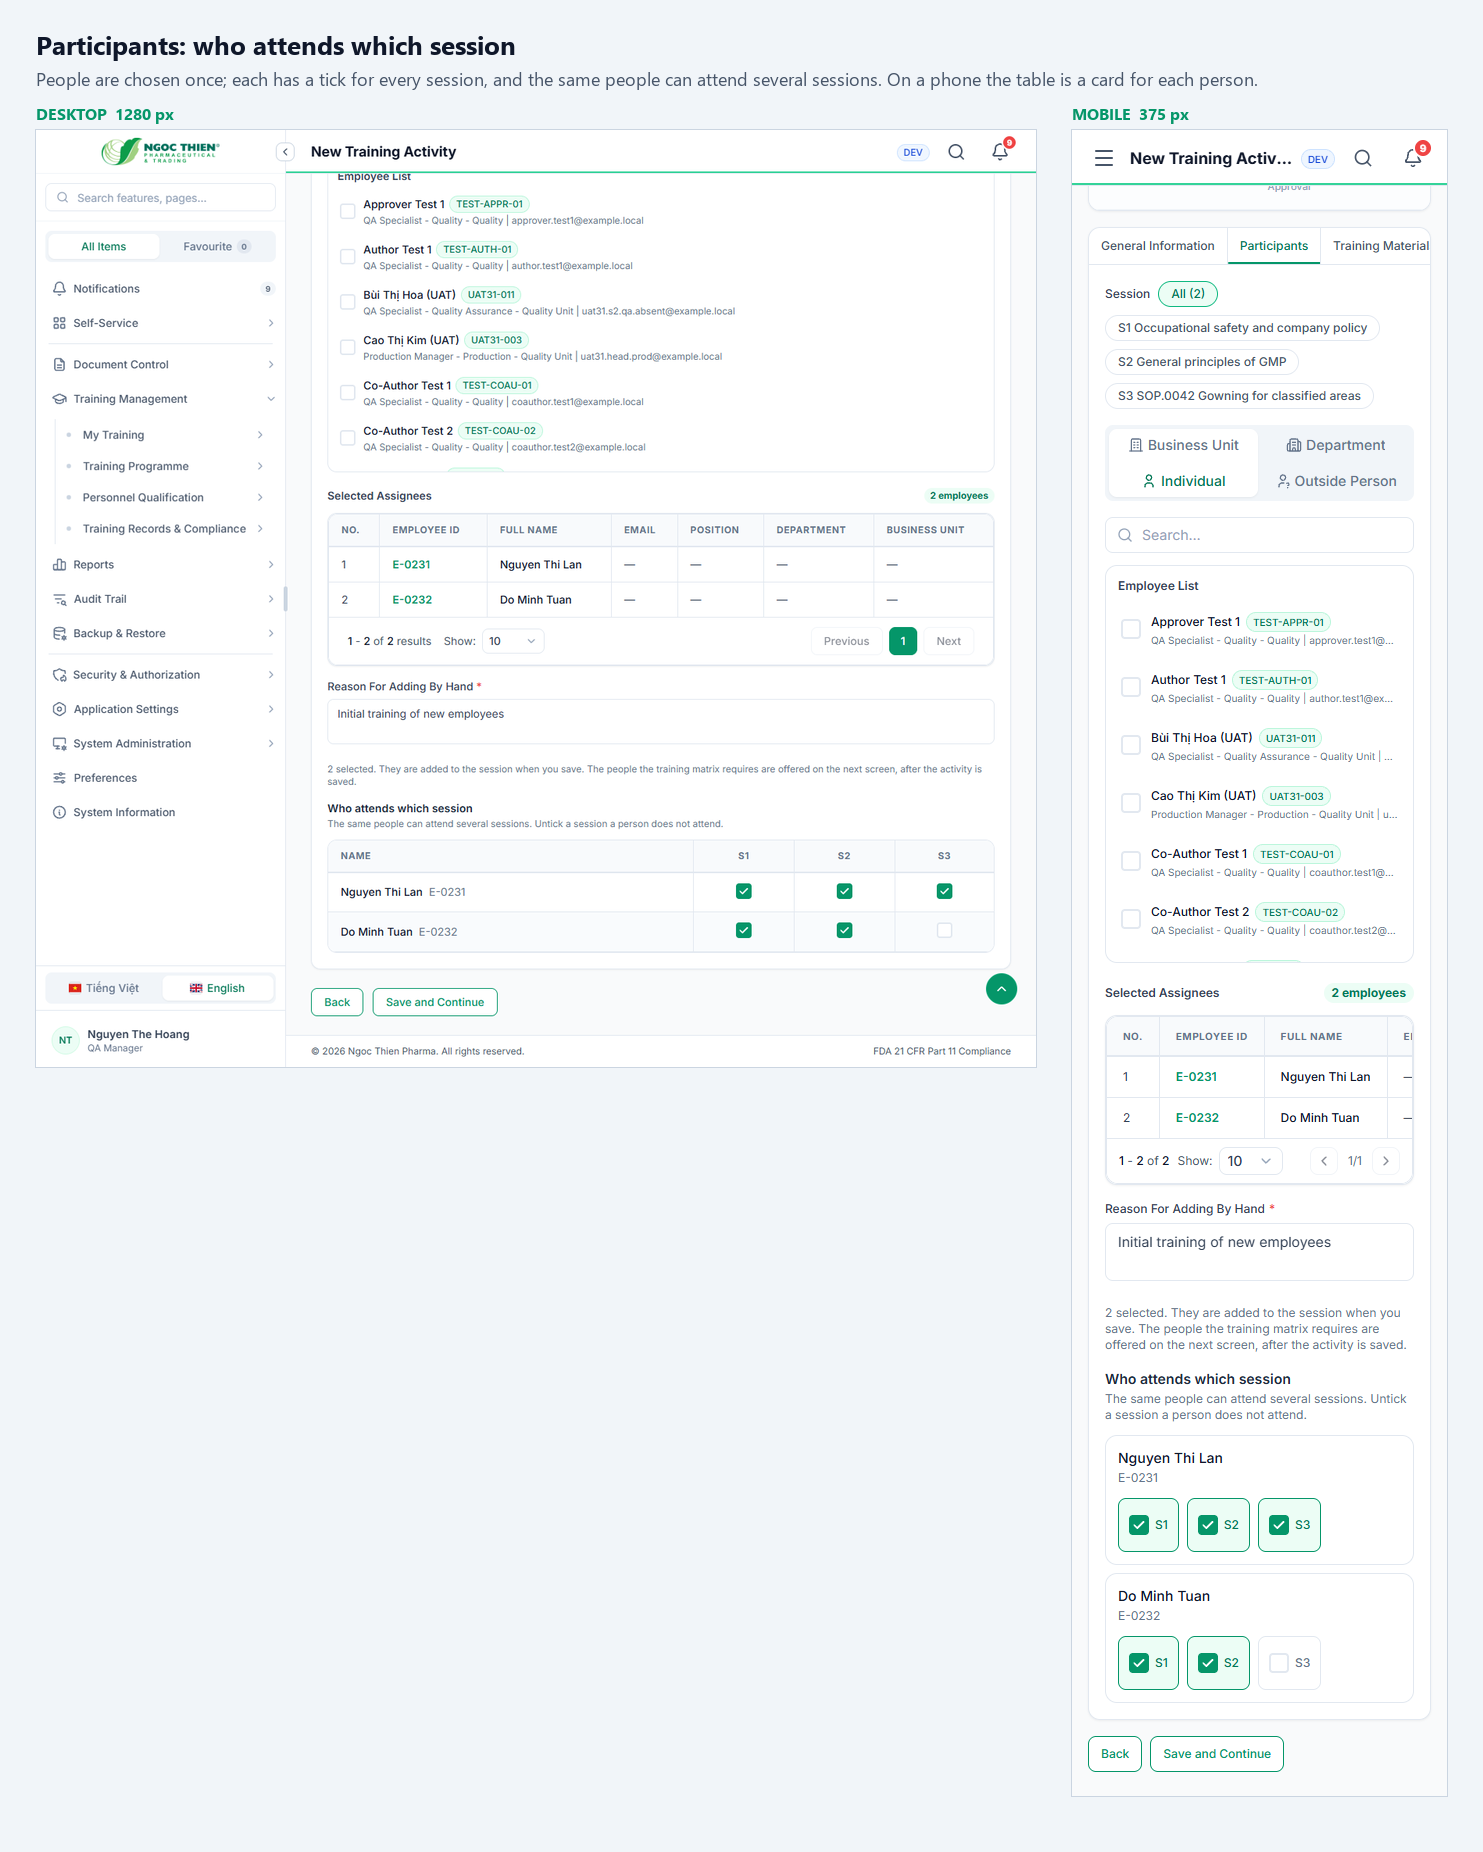 Participants: who attends which session
People are chosen once; each has a tick for every session, and the same people can attend several sessions. On a phone the table is a card for each person.
DESKTOP 1280 px
NGOC THIEN
PHARMACEUTICAL
& TRADING
Search features, pages...
All Items
Favourite 0
Notifications 9
Self-Service
Document Control
Training Management
My Training
Training Programme
Personnel Qualification
Training Records & Compliance
Reports
Audit Trail
Backup & Restore
Security & Authorization
Application Settings
System Administration
Preferences
System Information
Tiếng Việt
English
NT
Nguyen The Hoang
QA Manager
New Training Activity
DEV
9
Employee List
Approver Test 1 TEST-APPR-01
QA Specialist - Quality - Quality | approver.test1@example.local
Author Test 1 TEST-AUTH-01
QA Specialist - Quality - Quality | author.test1@example.local
Bùi Thị Hoa (UAT) UAT31-011
QA Specialist - Quality Assurance - Quality Unit | uat31.s2.qa.absent@example.local
Cao Thị Kim (UAT) UAT31-003
Production Manager - Production - Quality Unit | uat31.head.prod@example.local
Co-Author Test 1 TEST-COAU-01
QA Specialist - Quality - Quality | coauthor.test1@example.local
Co-Author Test 2 TEST-COAU-02
QA Specialist - Quality - Quality | coauthor.test2@example.local
Selected Assignees
2 employees
NO. EMPLOYEE ID FULL NAME EMAIL POSITION DEPARTMENT BUSINESS UNIT
1 E-0231 Nguyen Thi Lan — — — —
2 E-0232 Do Minh Tuan — — — —
1 - 2 of 2 results Show: 10
Previous 1 Next
Reason For Adding By Hand *
Initial training of new employees
2 selected. They are added to the session when you save. The people the training matrix requires are offered on the next screen, after the activity is
saved.
Who attends which session
The same people can attend several sessions. Untick a session a person does not attend.
NAME S1 S2 S3
Nguyen Thi Lan E-0231
Do Minh Tuan E-0232
Back
Save and Continue
© 2026 Ngoc Thien Pharma. All rights reserved.
FDA 21 CFR Part 11 Compliance
MOBILE 375 px
New Training Activ...
DEV
9
Approval
General Information
Participants
Training Material
Session All (2)
S1 Occupational safety and company policy
S2 General principles of GMP
S3 SOP.0042 Gowning for classified areas
Business Unit
Department
Individual
Outside Person
Search...
Employee List
Approver Test 1 TEST-APPR-01
QA Specialist - Quality - Quality | approver.test1@...
Author Test 1 TEST-AUTH-01
QA Specialist - Quality - Quality | author.test1@ex...
Bùi Thị Hoa (UAT) UAT31-011
QA Specialist - Quality Assurance - Quality Unit | ...
Cao Thị Kim (UAT) UAT31-003
Production Manager - Production - Quality Unit | u...
Co-Author Test 1 TEST-COAU-01
QA Specialist - Quality - Quality | coauthor.test1@...
Co-Author Test 2 TEST-COAU-02
QA Specialist - Quality - Quality | coauthor.test2@...
Selected Assignees
2 employees
NO. EMPLOYEE ID FULL NAME
1 E-0231 Nguyen Thi Lan —
2 E-0232 Do Minh Tuan —
1 - 2 of 2 Show: 10
1/1
Reason For Adding By Hand *
Initial training of new employees
2 selected. They are added to the session when you
save. The people the training matrix requires are
offered on the next screen, after the activity is saved.
Who attends which session
The same people can attend several sessions. Untick
a session a person does not attend.
Nguyen Thi Lan
E-0231
S1 S2 S3
Do Minh Tuan
E-0232
S1 S2 S3
Back
Save and Continue